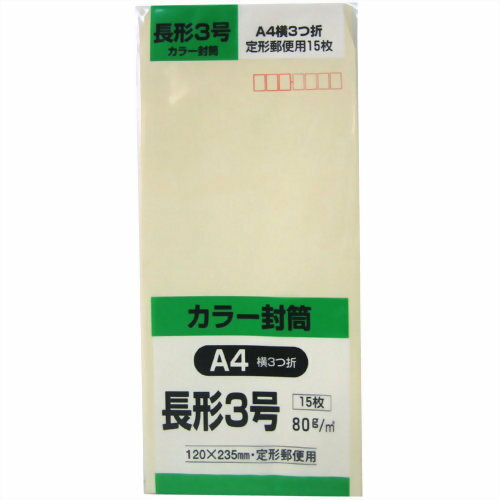 長形3号
カラー封筒
A4横3つ折
定形郵便用15枚
カラー封筒
A4 横3つ折
長形3号
15枚
80g/㎡
120×235mm・定形郵便用